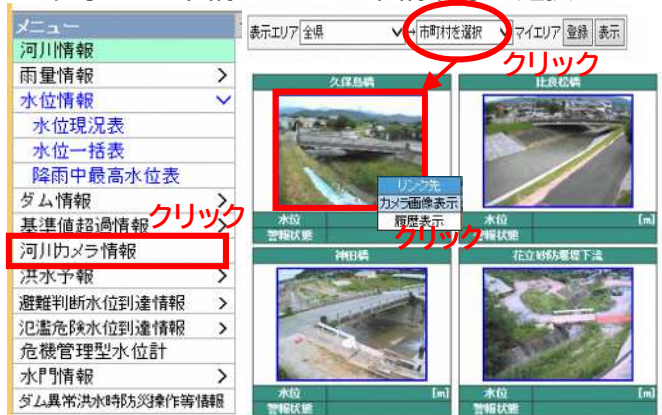 メニュー
河川情報
雨量情報 >
水位情報
水位現況表
水位一括表
降雨中最高水位表
ダム情報 >
基準値超過情報 >
クリック
河川カメラ情報
洪水予報 >
避難判断水位到達情報 >
氾濫危険水位到達情報 >
危機管理型水位計
水門情報 >
ダム異常洪水時防災操作等情報
表示エリア 全県 → 市町村を選択 マイエリア 登録 表示
クリック
久保島橋
比良松橋
リンク先
カメラ画像表示
履歴表示
クリック
水位
警報状態
水位 [m]
警報状態
神田橋
花立砂防堰堤下流
水位 [m]
警報状態
水位 [m]
警報状態